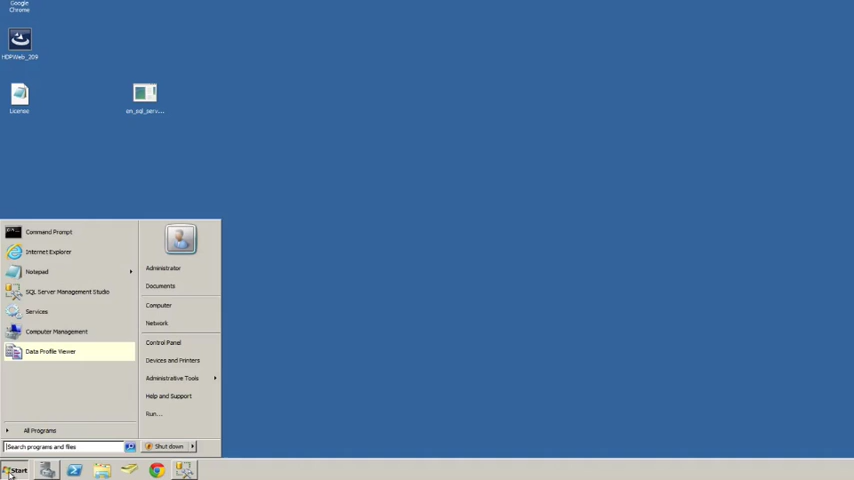 Google
Chrome
HDPWeb_209
License
en_sql_serv...
Command Prompt
Internet Explorer
Notepad
SQL Server Management Studio
Services
Computer Management
Data Profile Viewer
All Programs
Search programs and files
Administrator
Documents
Computer
Network
Control Panel
Devices and Printers
Administrative Tools
Help and Support
Run...
Shut down
Start